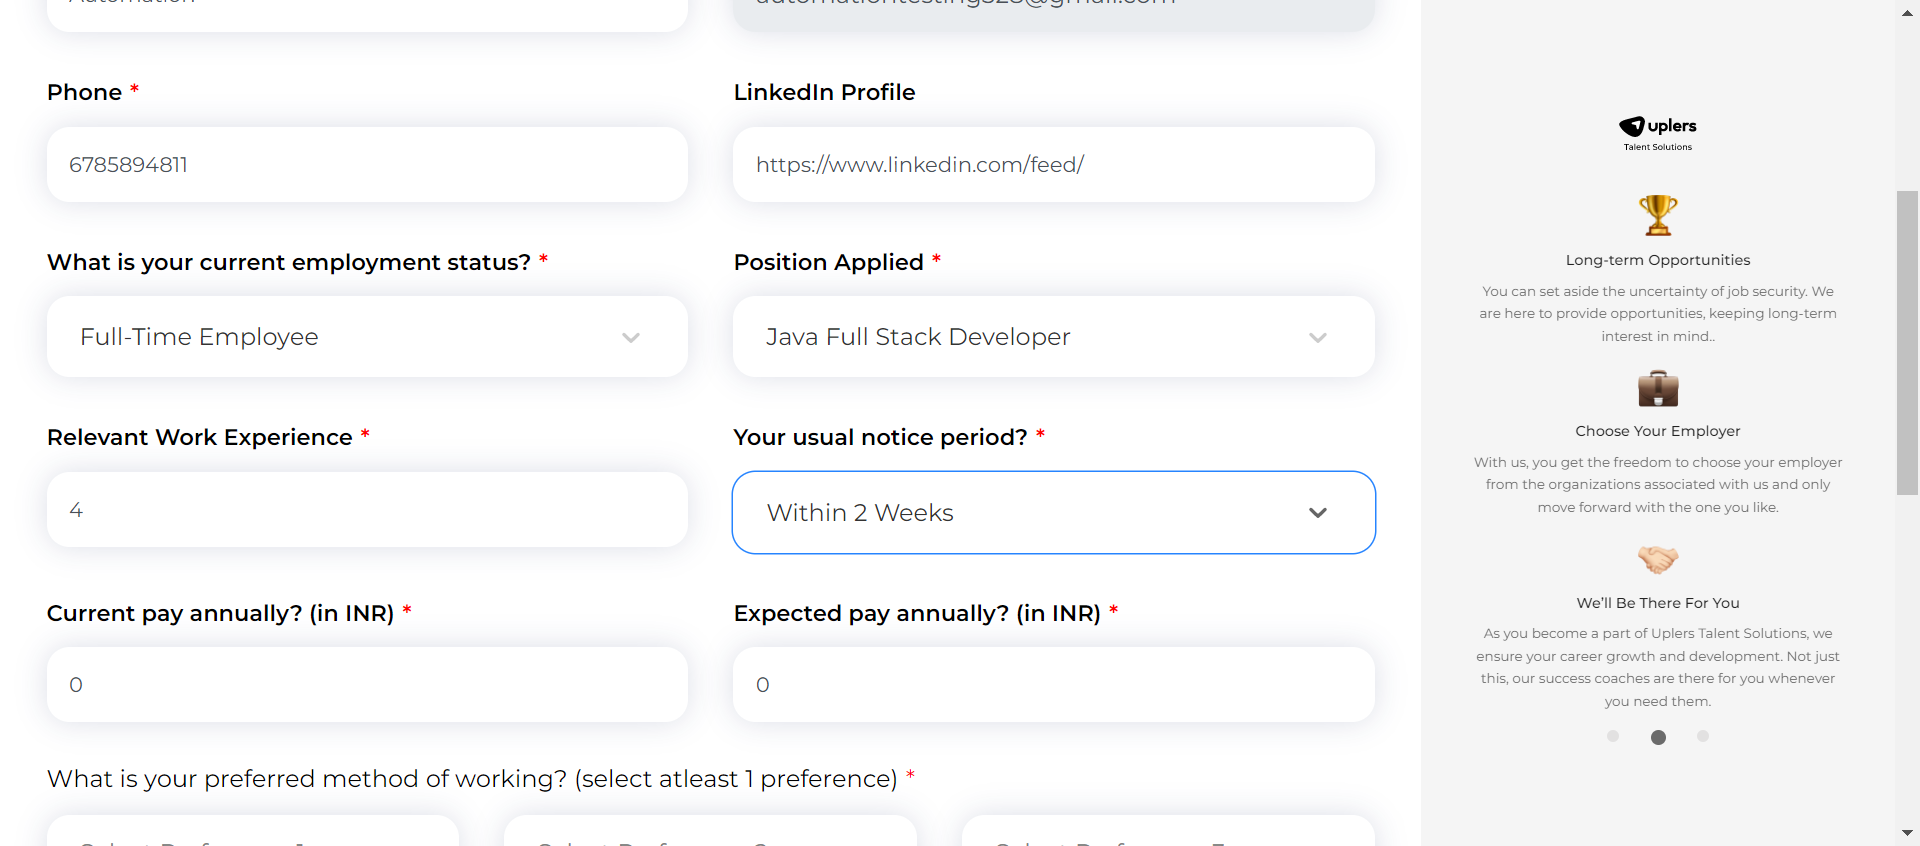 Phone *
LinkedIn Profile
6785894811
https://www.linkedin.com/feed/
What is your current employment status? *
Position Applied *
Full-Time Employee
Java Full Stack Developer
Relevant Work Experience *
Your usual notice period? *
4
Within 2 Weeks
Current pay annually? (in INR) *
Expected pay annually? (in INR) *
0
0
What is your preferred method of working? (select atleast 1 preference) *
uplers
Talent Solutions
Long-term Opportunities
You can set aside the uncertainty of job security. We
are here to provide opportunities, keeping long-term
interest in mind..
Choose Your Employer
With us, you get the freedom to choose your employer
from the organizations associated with us and only
move forward with the one you like.
We'll Be There For You
As you become a part of Uplers Talent Solutions, we
ensure your career growth and development. Not just
this, our success coaches are there for you whenever
you need them.